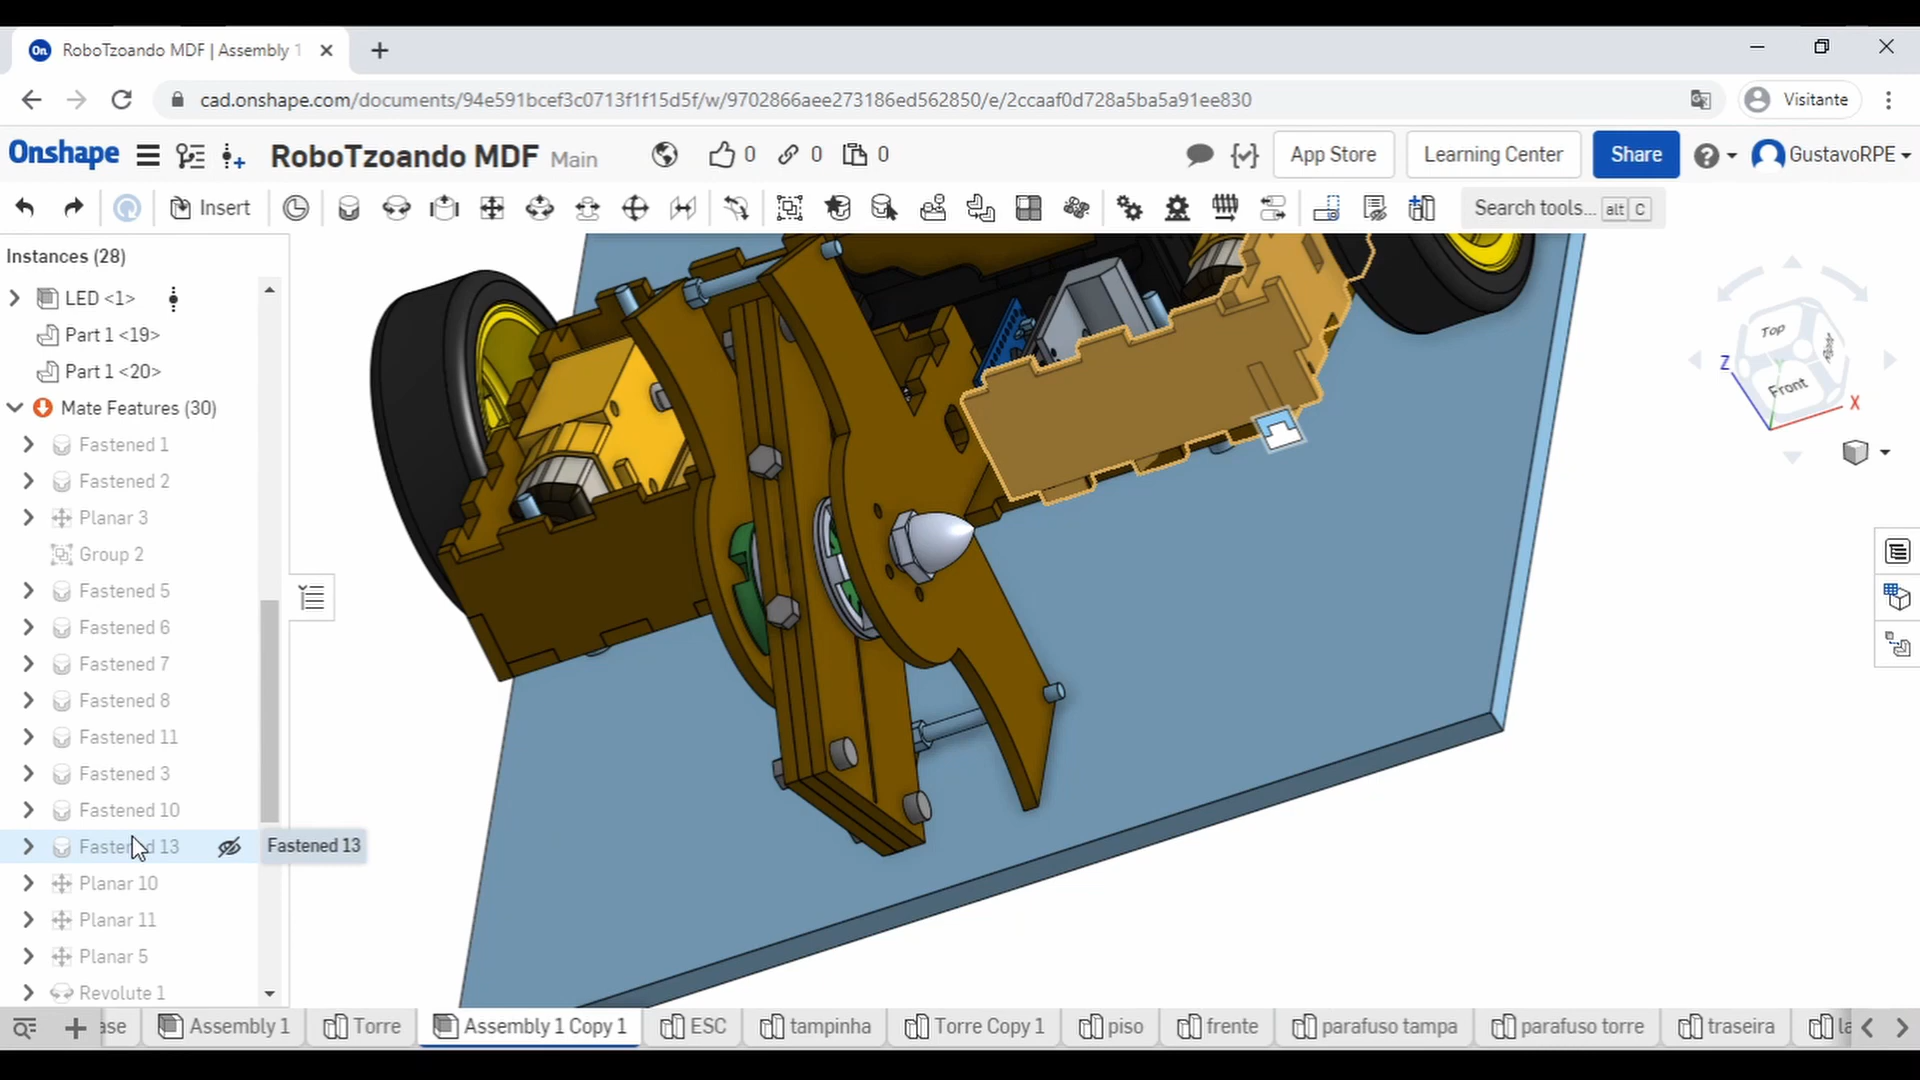 RoboTzoando MDF | Assembly 1
cad.onshape.com/documents/94e591bcef3c0713f1f15d5f/w/9702866aee273186ed562850/e/2ccaaf0d728a5ba5a91ee830
Visitante
Onshape
RoboTzoando MDF Main
0
0
0
App Store
Learning Center
Share
GustavoRPE
Insert
Search tools... alt C
Instances (28)
LED <1>
Part 1 <19>
Part 1 <20>
Mate Features (30)
Fastened 1
Fastened 2
Planar 3
Group 2
Fastened 5
Fastened 6
Fastened 7
Fastened 8
Fastened 11
Fastened 3
Fastened 10
Fastened 13
Fastened 13
Planar 10
Planar 11
Planar 5
Revolute 1
Top
Front
Z
X
ase
Assembly 1
Torre
Assembly 1 Copy 1
ESC
tampinha
Torre Copy 1
piso
frente
parafuso tampa
parafuso torre
traseira